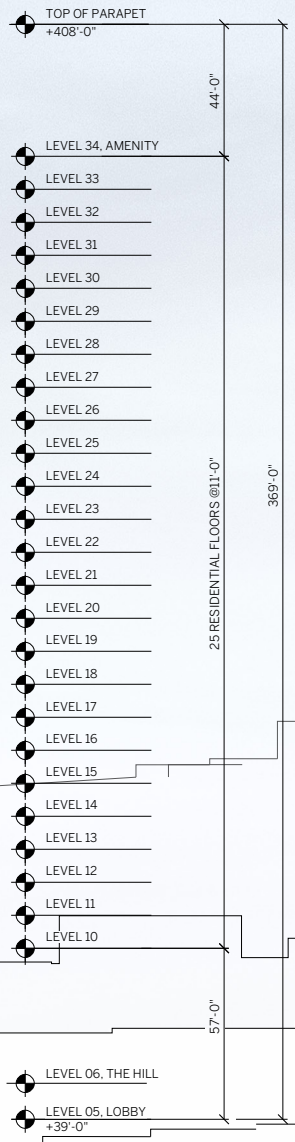 TOP OF PARAPET
+408'-0"
44'-0"
LEVEL 34, AMENITY
LEVEL 33
LEVEL 32
LEVEL 31
LEVEL 30
LEVEL 29
LEVEL 28
LEVEL 27
LEVEL 26
LEVEL 25
LEVEL 24
LEVEL 23
LEVEL 22
LEVEL 21
LEVEL 20
LEVEL 19
LEVEL 18
LEVEL 17
LEVEL 16
LEVEL 15
LEVEL 14
LEVEL 13
LEVEL 12
LEVEL 11
LEVEL 10
25 RESIDENTIAL FLOORS @11'-0"
369'-0"
57'-0"
LEVEL 06, THE HILL
LEVEL 05, LOBBY
+39'-0"